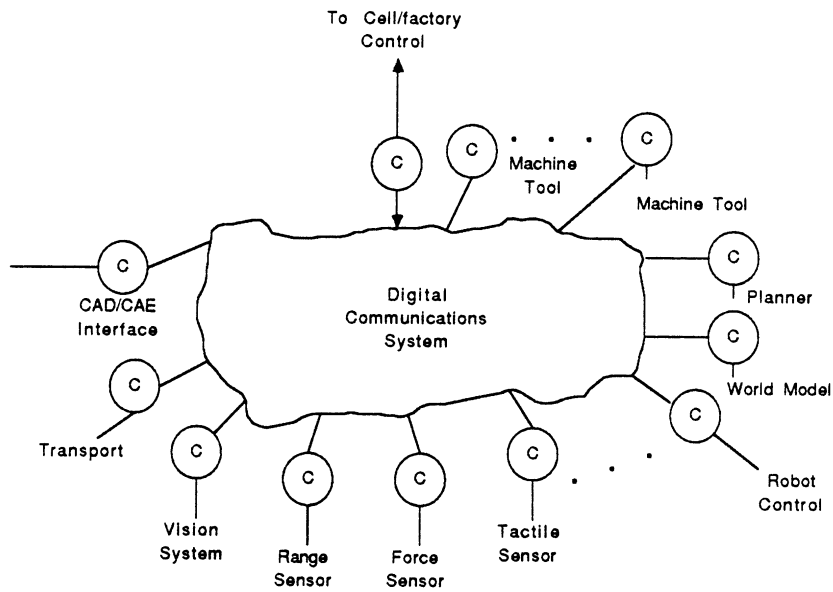 To Cell/factory
Control
C
C
C
Machine
Tool
Machine Tool
C
CAD/CAE
Interface
Digital
Communications
System
C
Planner
C
World Model
C
Transport
C
Robot
Control
C
Vision
System
C
Range
Sensor
C
Force
Sensor
C
Tactile
Sensor